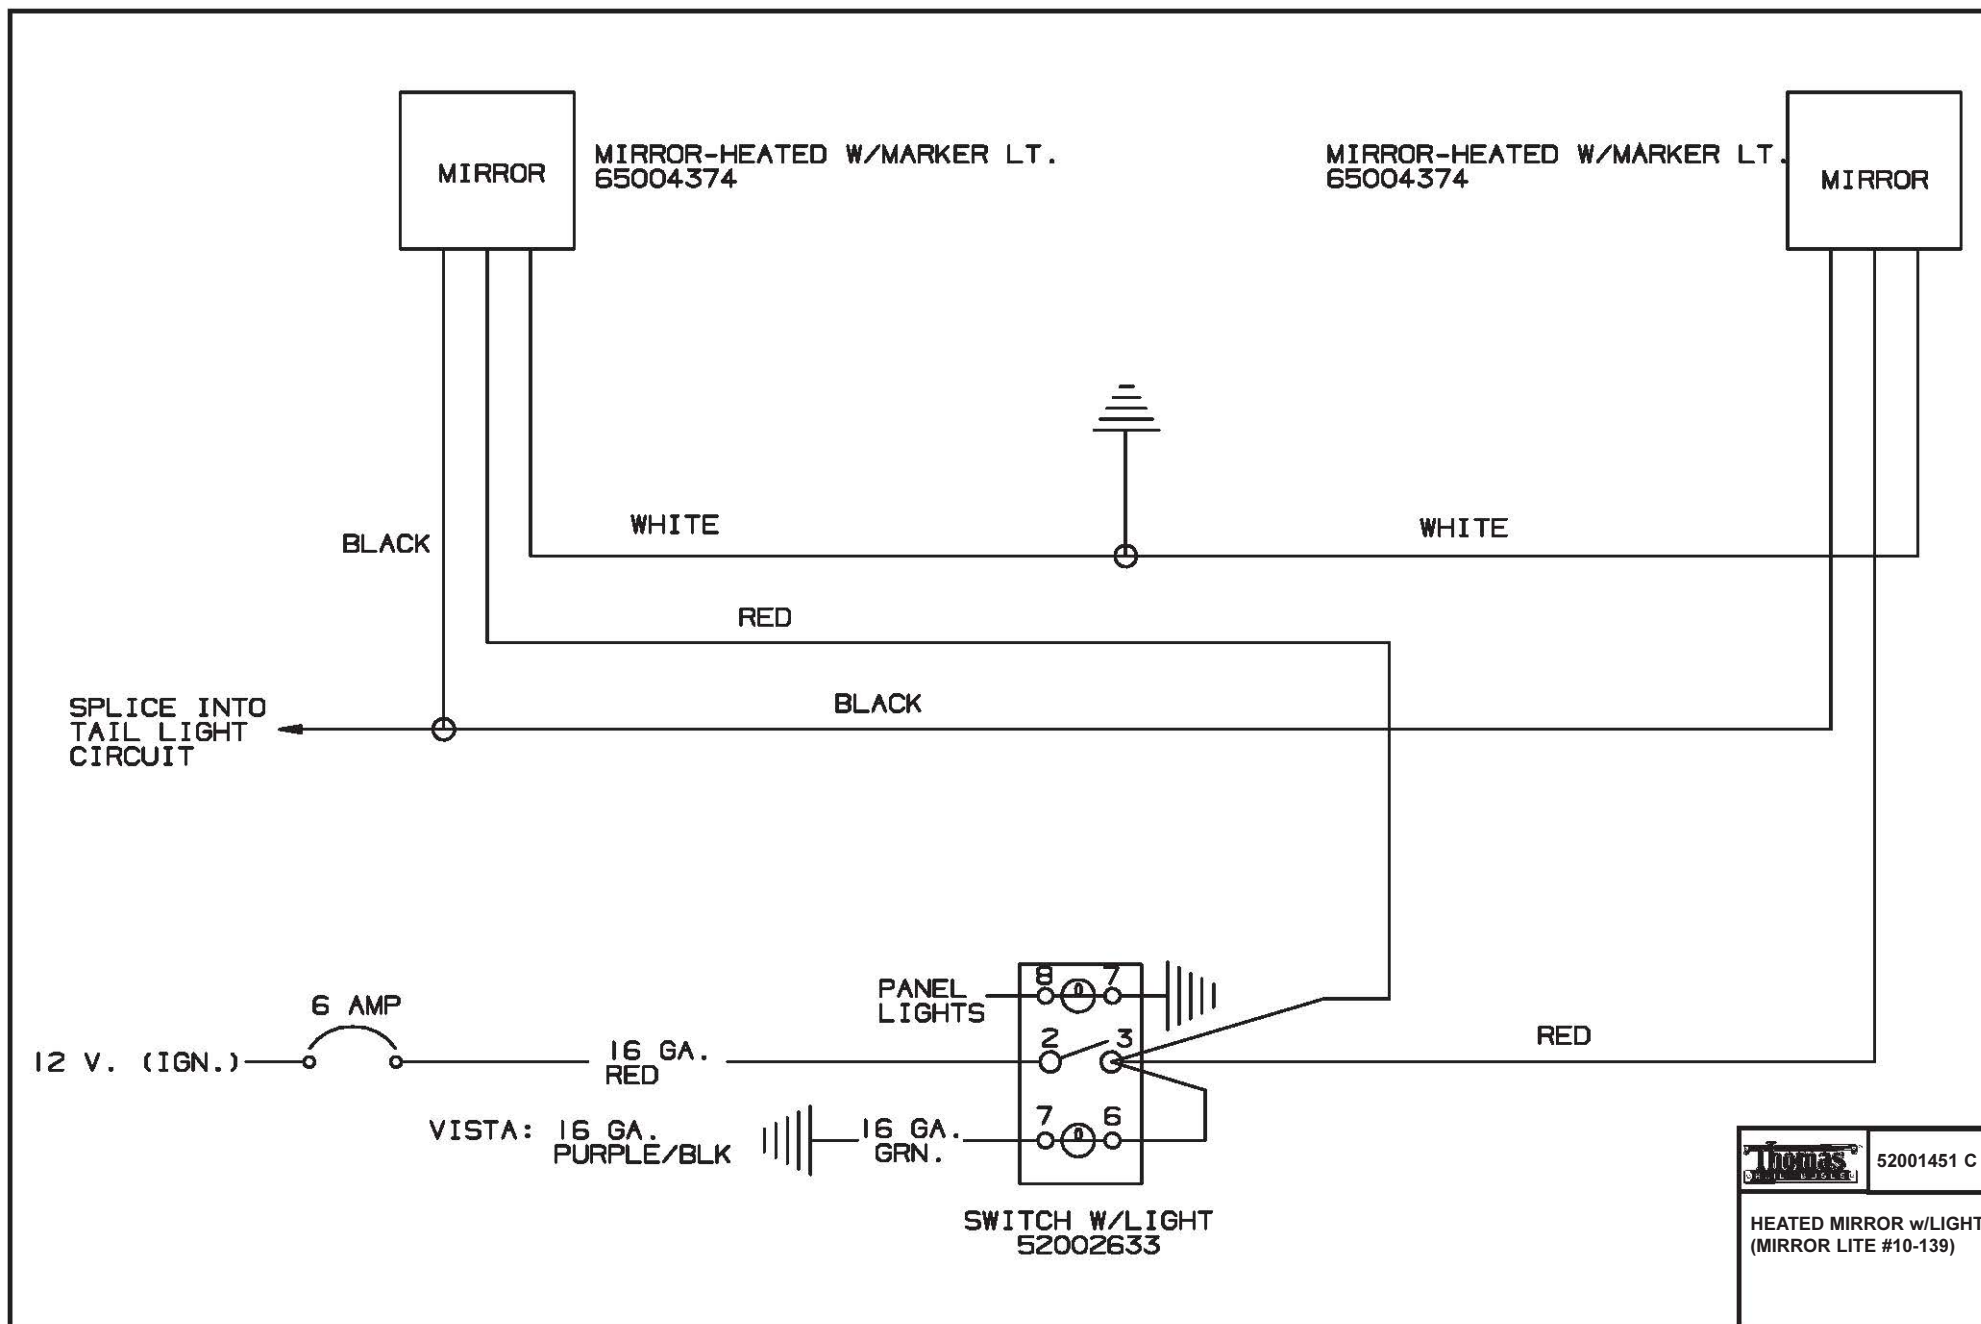 MIRROR
MIRROR-HEATED W/MARKER LT.
65004374
MIRROR-HEATED W/MARKER LT.
65004374
MIRROR
WHITE
WHITE
BLACK
RED
BLACK
SPLICE INTO
TAIL LIGHT
CIRCUIT
PANEL
LIGHTS
8
7
6 AMP
12 V. (IGN.)
16 GA.
RED
2
3
RED
VISTA: 16 GA.
PURPLE/BLK
16 GA.
GRN.
7
6
SWITCH W/LIGHT
52002633
Thomas
52001451 C
HEATED MIRROR w/LIGHT
(MIRROR LITE #10-139)